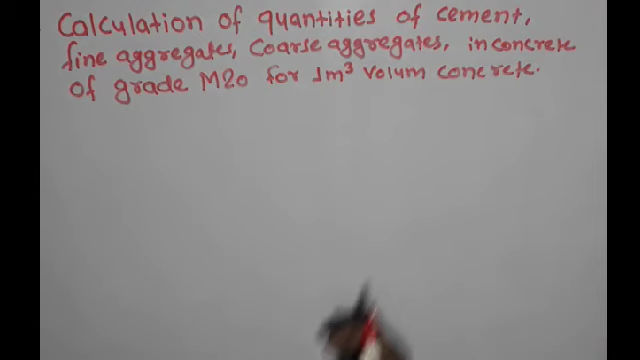 Calculation of quantities of cement,
fine aggregates, Coarse aggregates, in concrete
of grade M20 for 1m³ volum concrete.